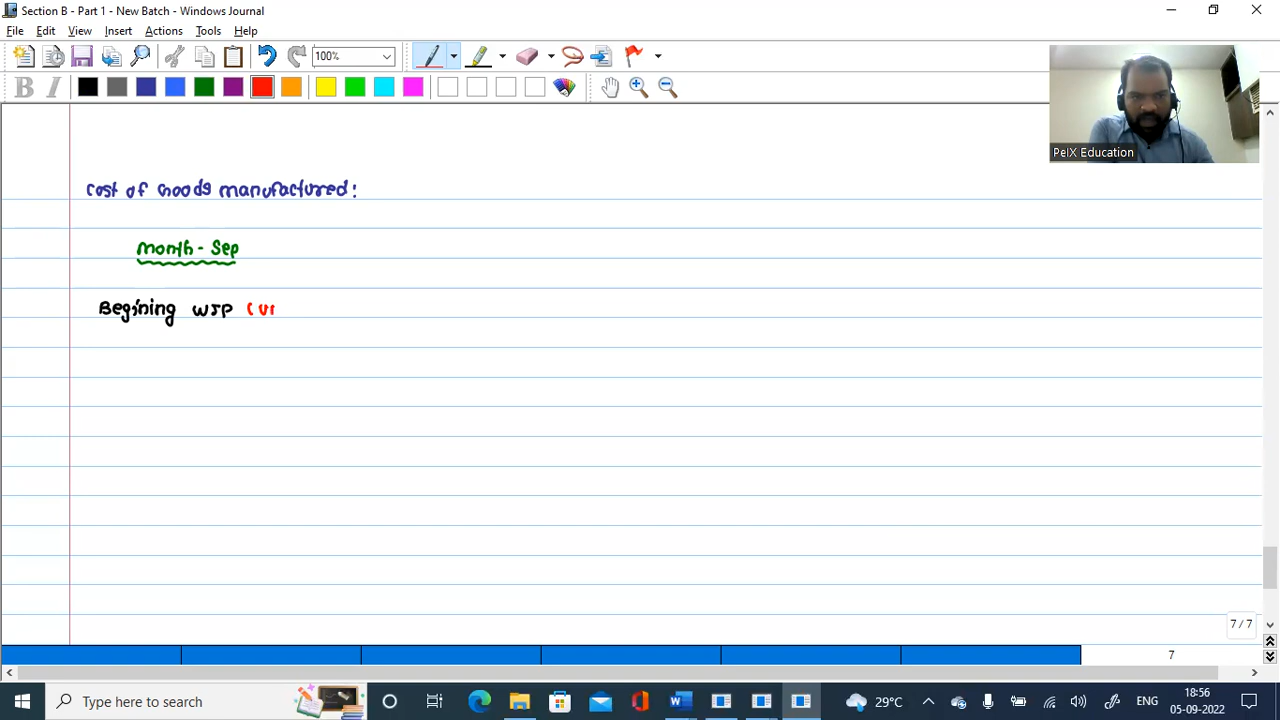 Section B - Part 1 - New Batch - Windows Journal
File Edit View Insert Actions Tools Help
100%
B I
PelX Education
Cost of Goods manufactured:
month - Sep
Begining WIP (
7 / 7
7
Type here to search
29°C
ENG
18:56
05-09-2022